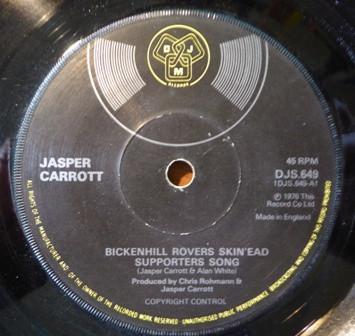 D J
M
RECORDS
JASPER
CARROTT
45 RPM
DJS.649
(DJS.649-A)
℗ 1976 This
Record Co Ltd
Made in England
BICKENHILL ROVERS SKIN'EAD
SUPPORTERS SONG
(Jasper Carrott & Alan White)
Produced by Chris Rohmann &
Jasper Carrott
COPYRIGHT CONTROL
ALL RIGHTS OF THE MANUFACTURER AND OF THE OWNER OF THE RECORDED WORK RESERVED UNAUTHORISED PUBLIC PERFORMANCE BROADCASTING AND COPYING OF THIS RECORD PROHIBITED